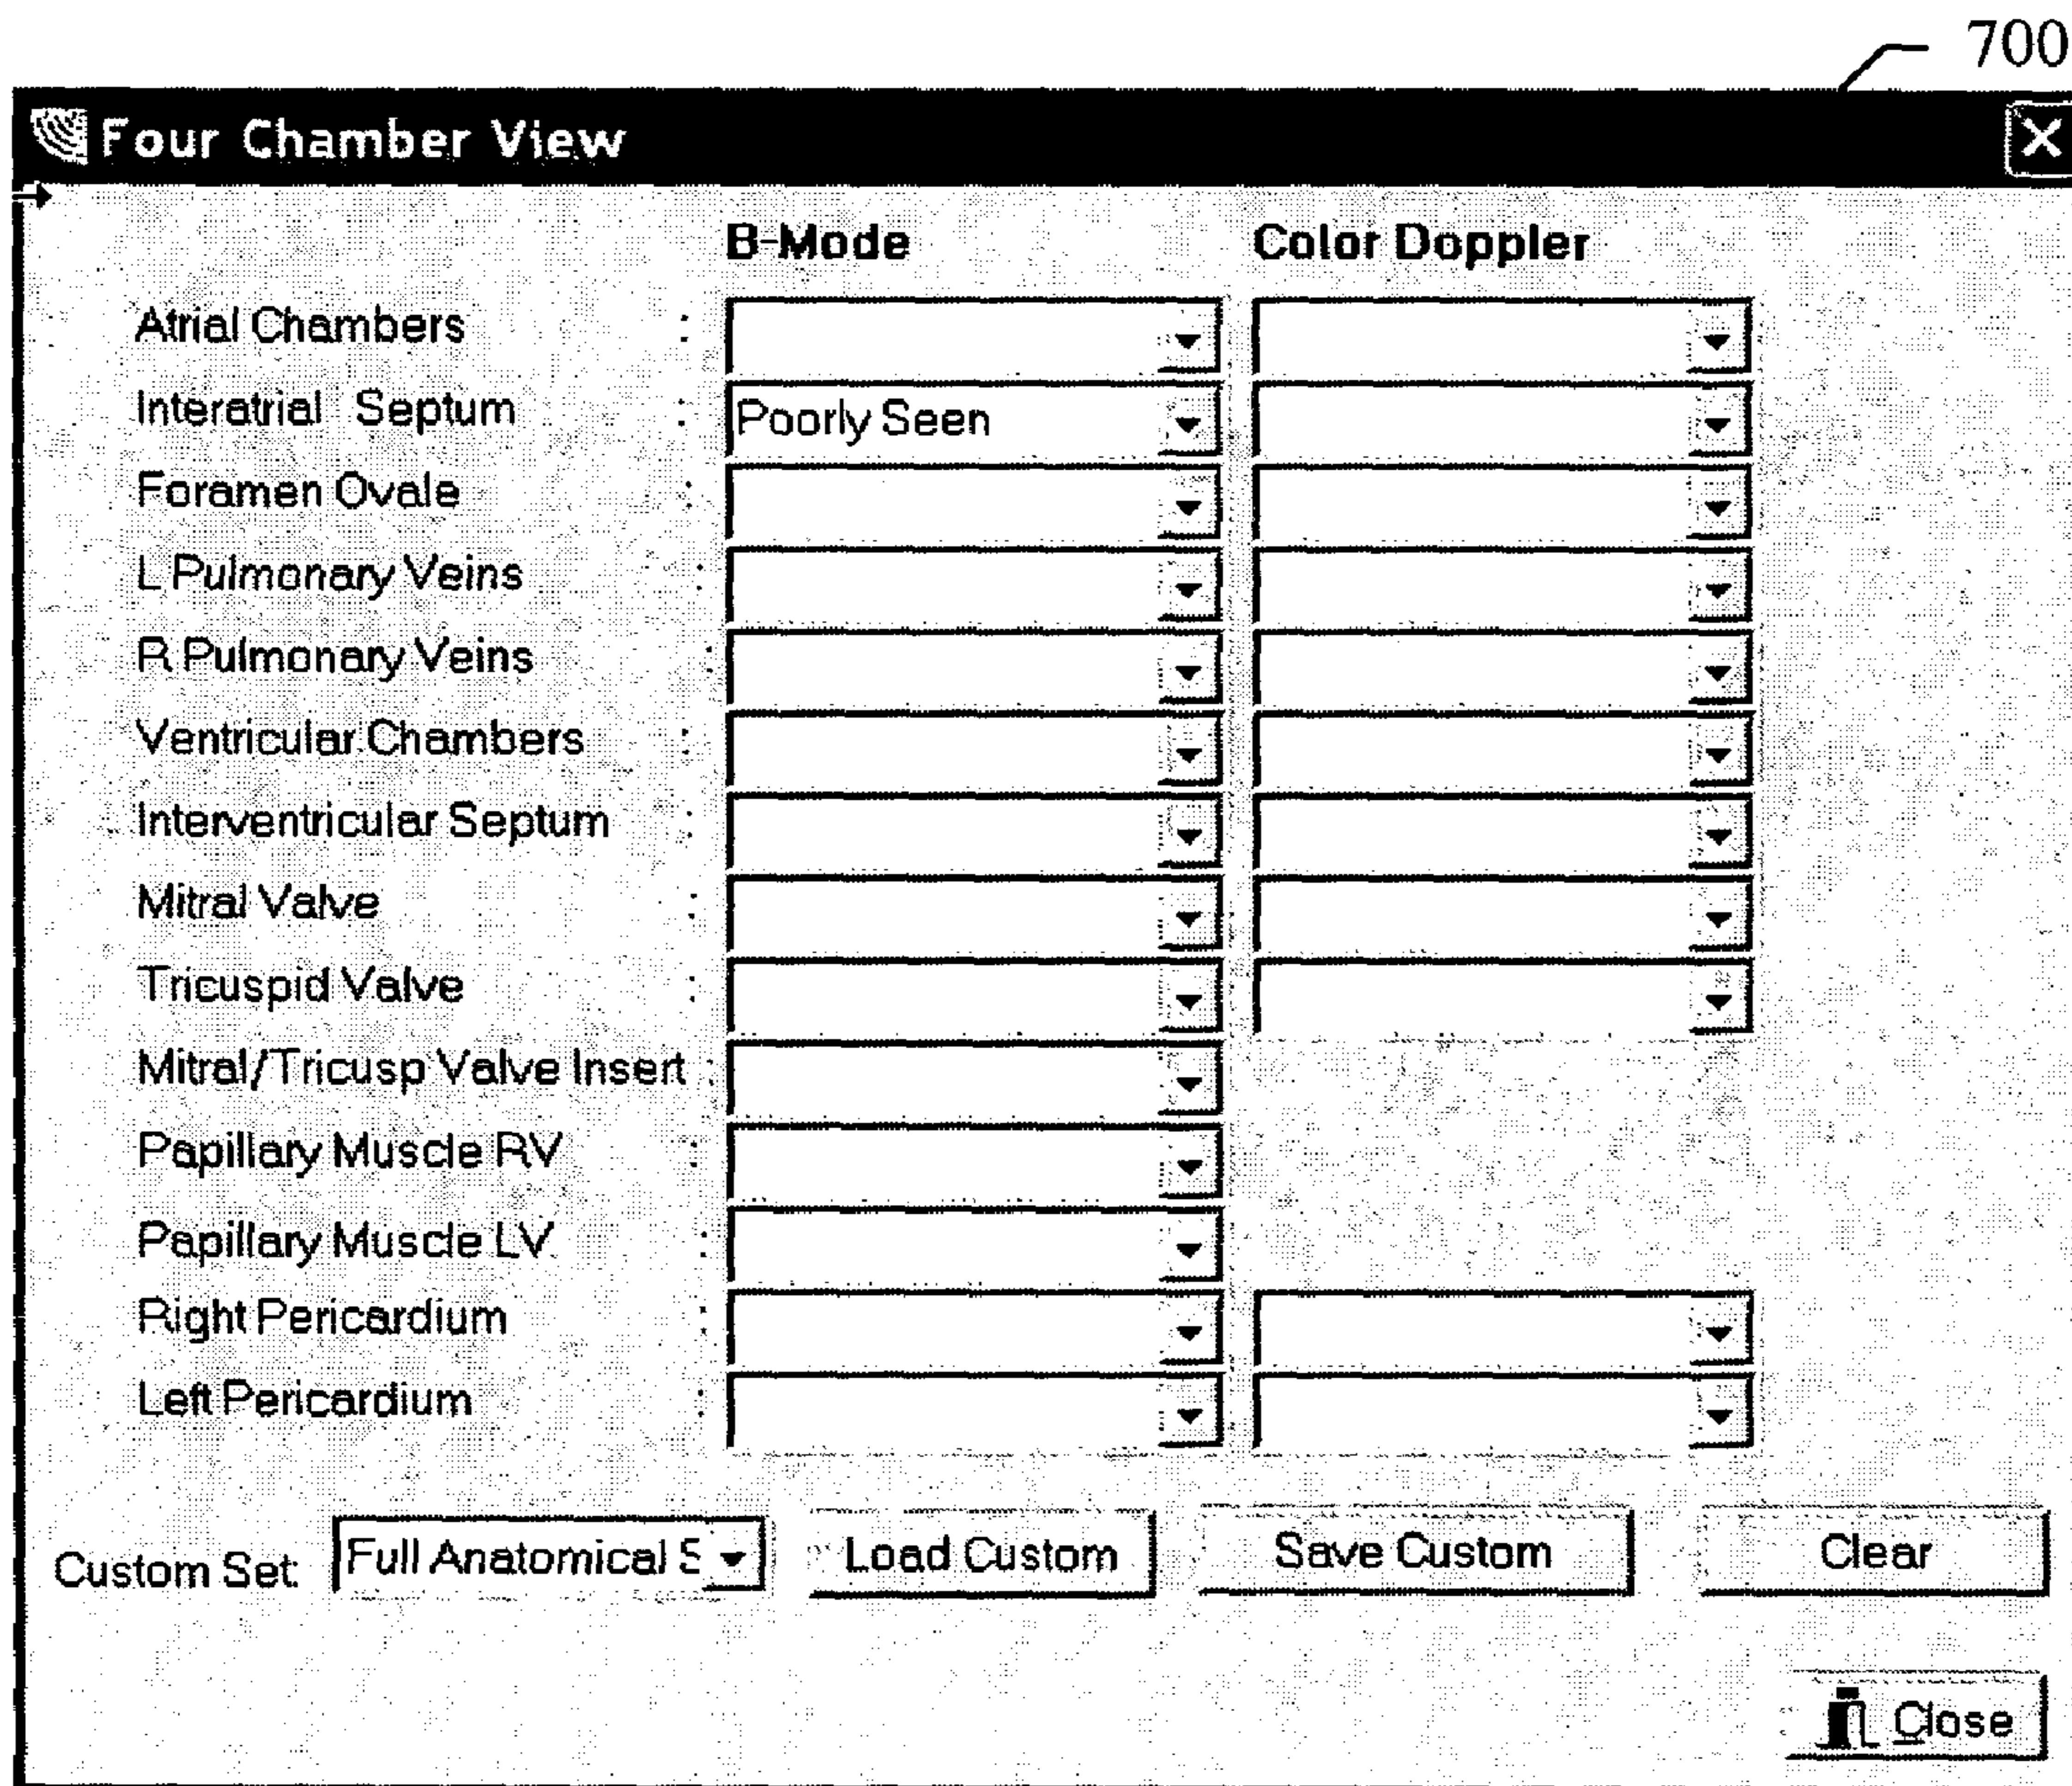 700
Four Chamber View
B-Mode Color Doppler
Atrial Chambers :
Interatrial Septum : Poorly Seen
Foramen Ovale :
L Pulmonary Veins :
R Pulmonary Veins :
Ventricular Chambers :
Interventricular Septum :
Mitral Valve :
Tricuspid Valve :
Mitral/Tricusp Valve Insert :
Papillary Muscle RV :
Papillary Muscle LV :
Right Pericardium :
Left Pericardium :
Custom Set: Full Anatomical S Load Custom Save Custom Clear
Close